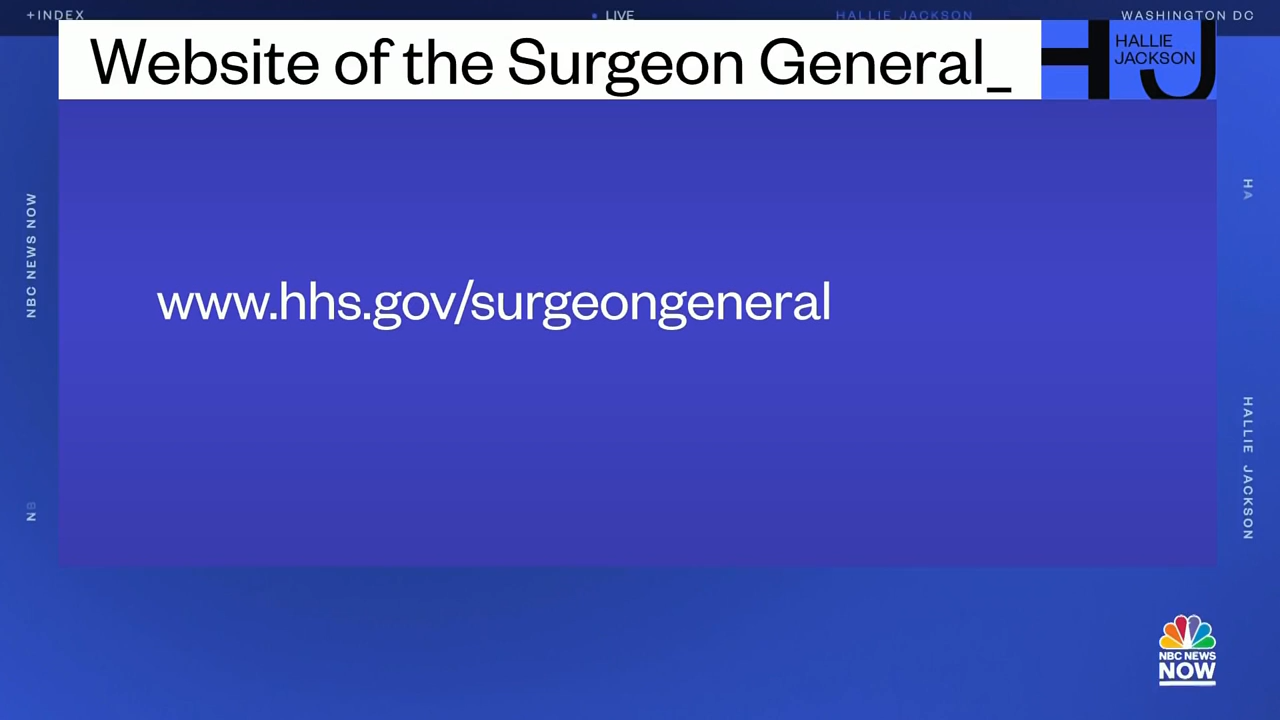 +INDEX
LIVE
HALLIE JACKSON
WASHINGTON DC
Website of the Surgeon General_
HALLIE
JACKSON
NBC NEWS NOW
HA
www.hhs.gov/surgeongeneral
HALLIE JACKSON
NB
NBC NEWS
NOW